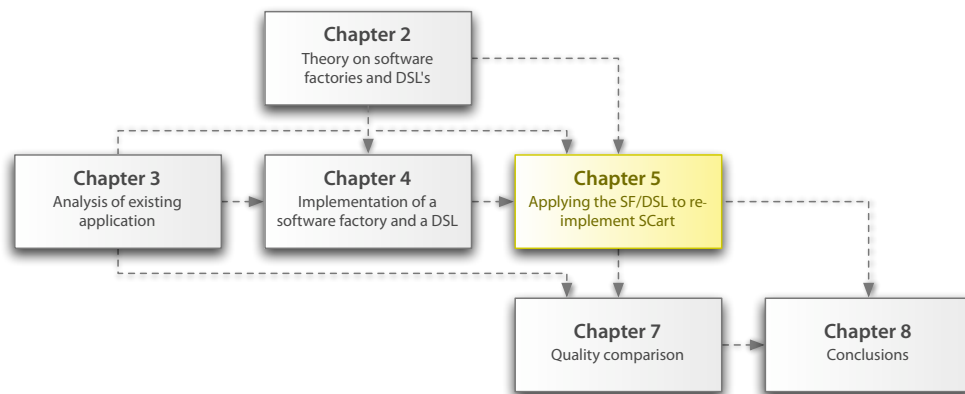 Chapter 2
Theory on software
factories and DSL's
Chapter 3
Analysis of existing
application
Chapter 4
Implementation of a
software factory and a DSL
Chapter 5
Applying the SF/DSL to re-
implement SCart
Chapter 7
Quality comparison
Chapter 8
Conclusions